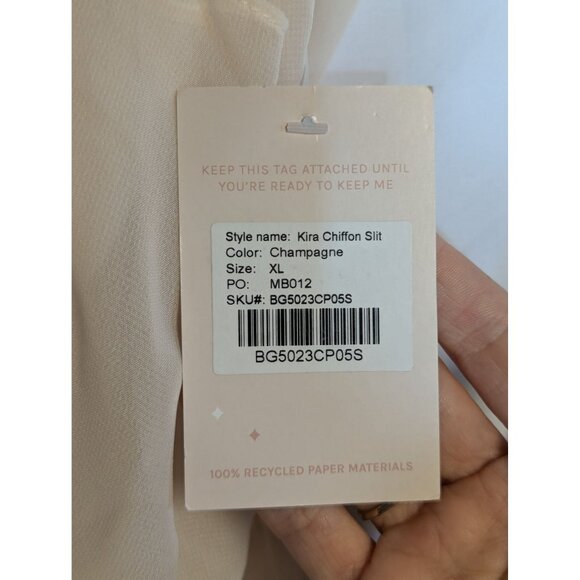 KEEP THIS TAG ATTACHED UNTIL
YOU'RE READY TO KEEP ME
Style name: Kira Chiffon Slit
Color: Champagne
Size: XL
PO: MB012
SKU#: BG5023CP05S
BG5023CP05S
100% RECYCLED PAPER MATERIALS